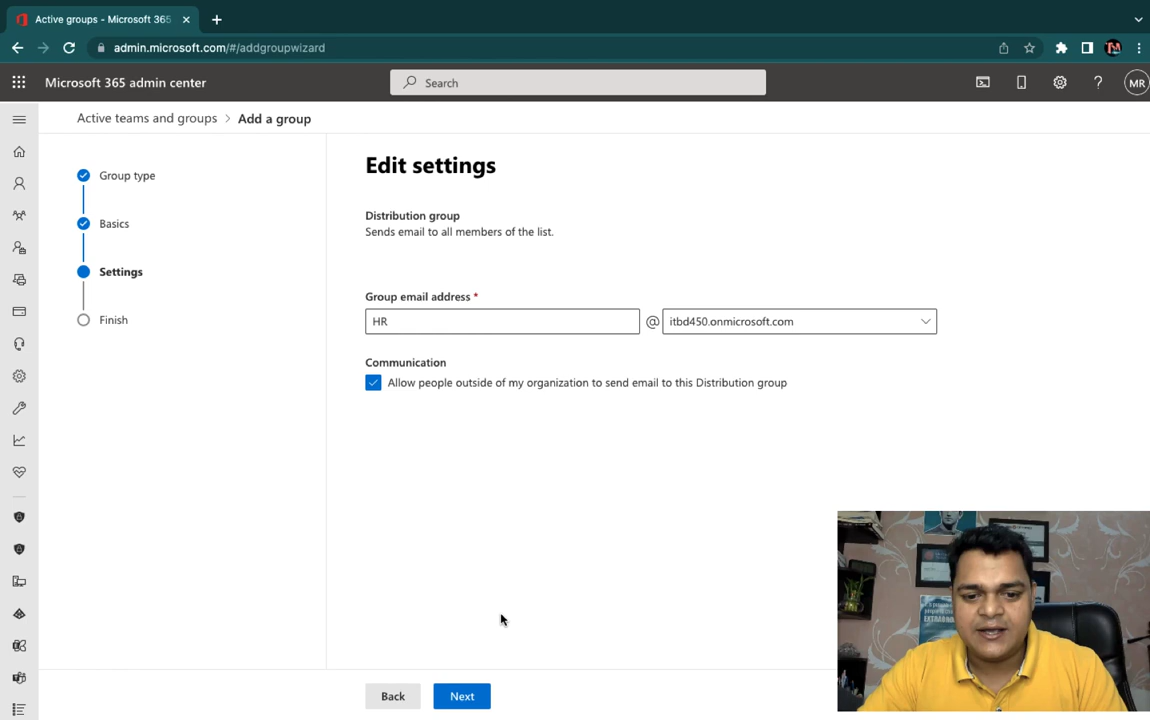 Active groups - Microsoft 365
admin.microsoft.com/#/addgroupwizard
TM
Microsoft 365 admin center
Search
MR
Active teams and groups > Add a group
Group type
Basics
Settings
Finish
Edit settings
Distribution group
Sends email to all members of the list.
Group email address *
HR @ itbd450.onmicrosoft.com
Communication
Allow people outside of my organization to send email to this Distribution group
Back
Next